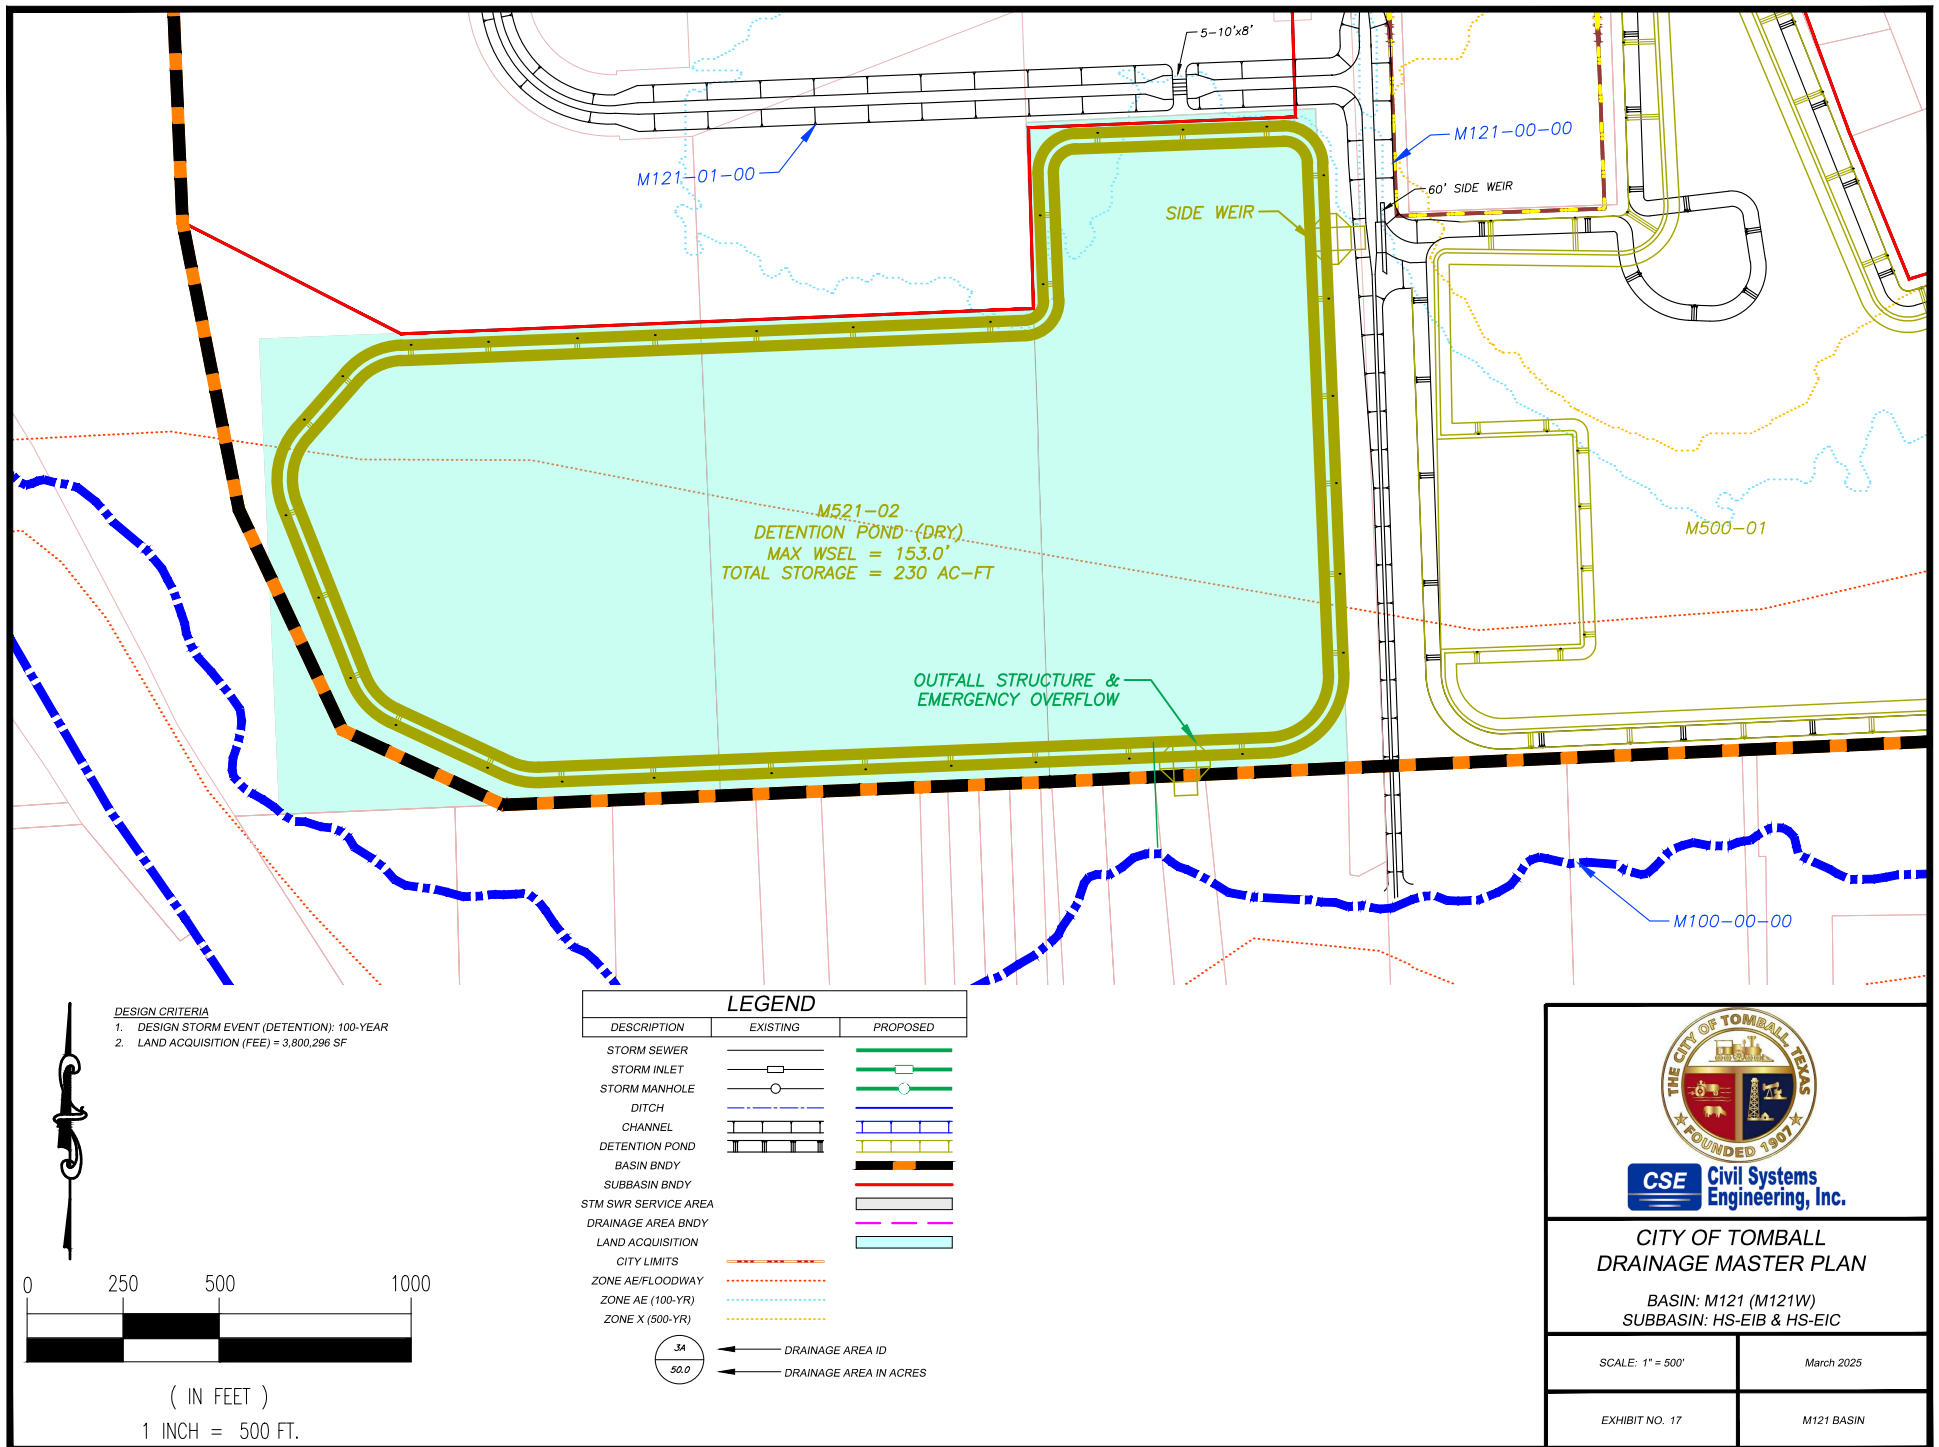 5-10'x8'
M121-01-00
M121-00-00
60' SIDE WEIR
SIDE WEIR
M521-02
DETENTION POND (DRY)
MAX WSEL = 153.0'
TOTAL STORAGE = 230 AC-FT
M500-01
OUTFALL STRUCTURE &
EMERGENCY OVERFLOW
M100-00-00
DESIGN CRITERIA
1. DESIGN STORM EVENT (DETENTION): 100-YEAR
2. LAND ACQUISITION (FEE) = 3,800,296 SF
0 250 500 1000
( IN FEET )
1 INCH = 500 FT.
LEGEND
DESCRIPTION EXISTING PROPOSED
STORM SEWER
STORM INLET
STORM MANHOLE
DITCH
CHANNEL
DETENTION POND
BASIN BNDY
SUBBASIN BNDY
STM SWR SERVICE AREA
DRAINAGE AREA BNDY
LAND ACQUISITION
CITY LIMITS
ZONE AE/FLOODWAY
ZONE AE (100-YR)
ZONE X (500-YR)
3A DRAINAGE AREA ID
50.0 DRAINAGE AREA IN ACRES
THE CITY OF TOMBALL, TEXAS
FOUNDED 1907
CSE Civil Systems
Engineering, Inc.
CITY OF TOMBALL
DRAINAGE MASTER PLAN
BASIN: M121 (M121W)
SUBBASIN: HS-EIB & HS-EIC
SCALE: 1" = 500' March 2025
EXHIBIT NO. 17 M121 BASIN